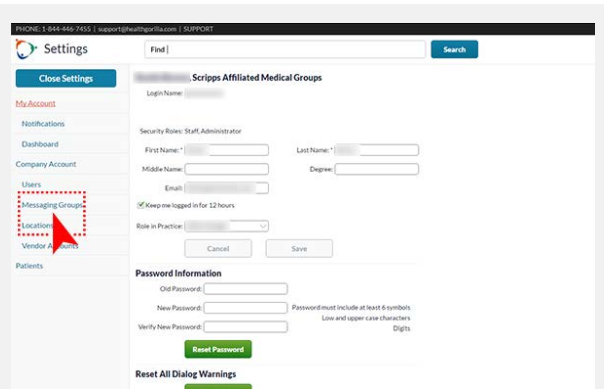 PHONE: 1-844-446-7455 | support@healthgorilla.com | SUPPORT
Settings
Find |
Search
Close Settings
, Scripps Affiliated Medical Groups
Login Name:
My Account
Notifications
Security Roles: Staff, Administrator
Dashboard
First Name: *
Last Name: *
Company Account
Middle Name:
Degree:
Users
Email:
Messaging Groups
Keep me logged in for 12 hours
Locations
Role in Practice:
Vendor Accounts
Cancel
Save
Patients
Password Information
Old Password:
New Password:
Password must include at least 6 symbols
Low and upper case characters
Verify New Password:
Digits
Reset Password
Reset All Dialog Warnings